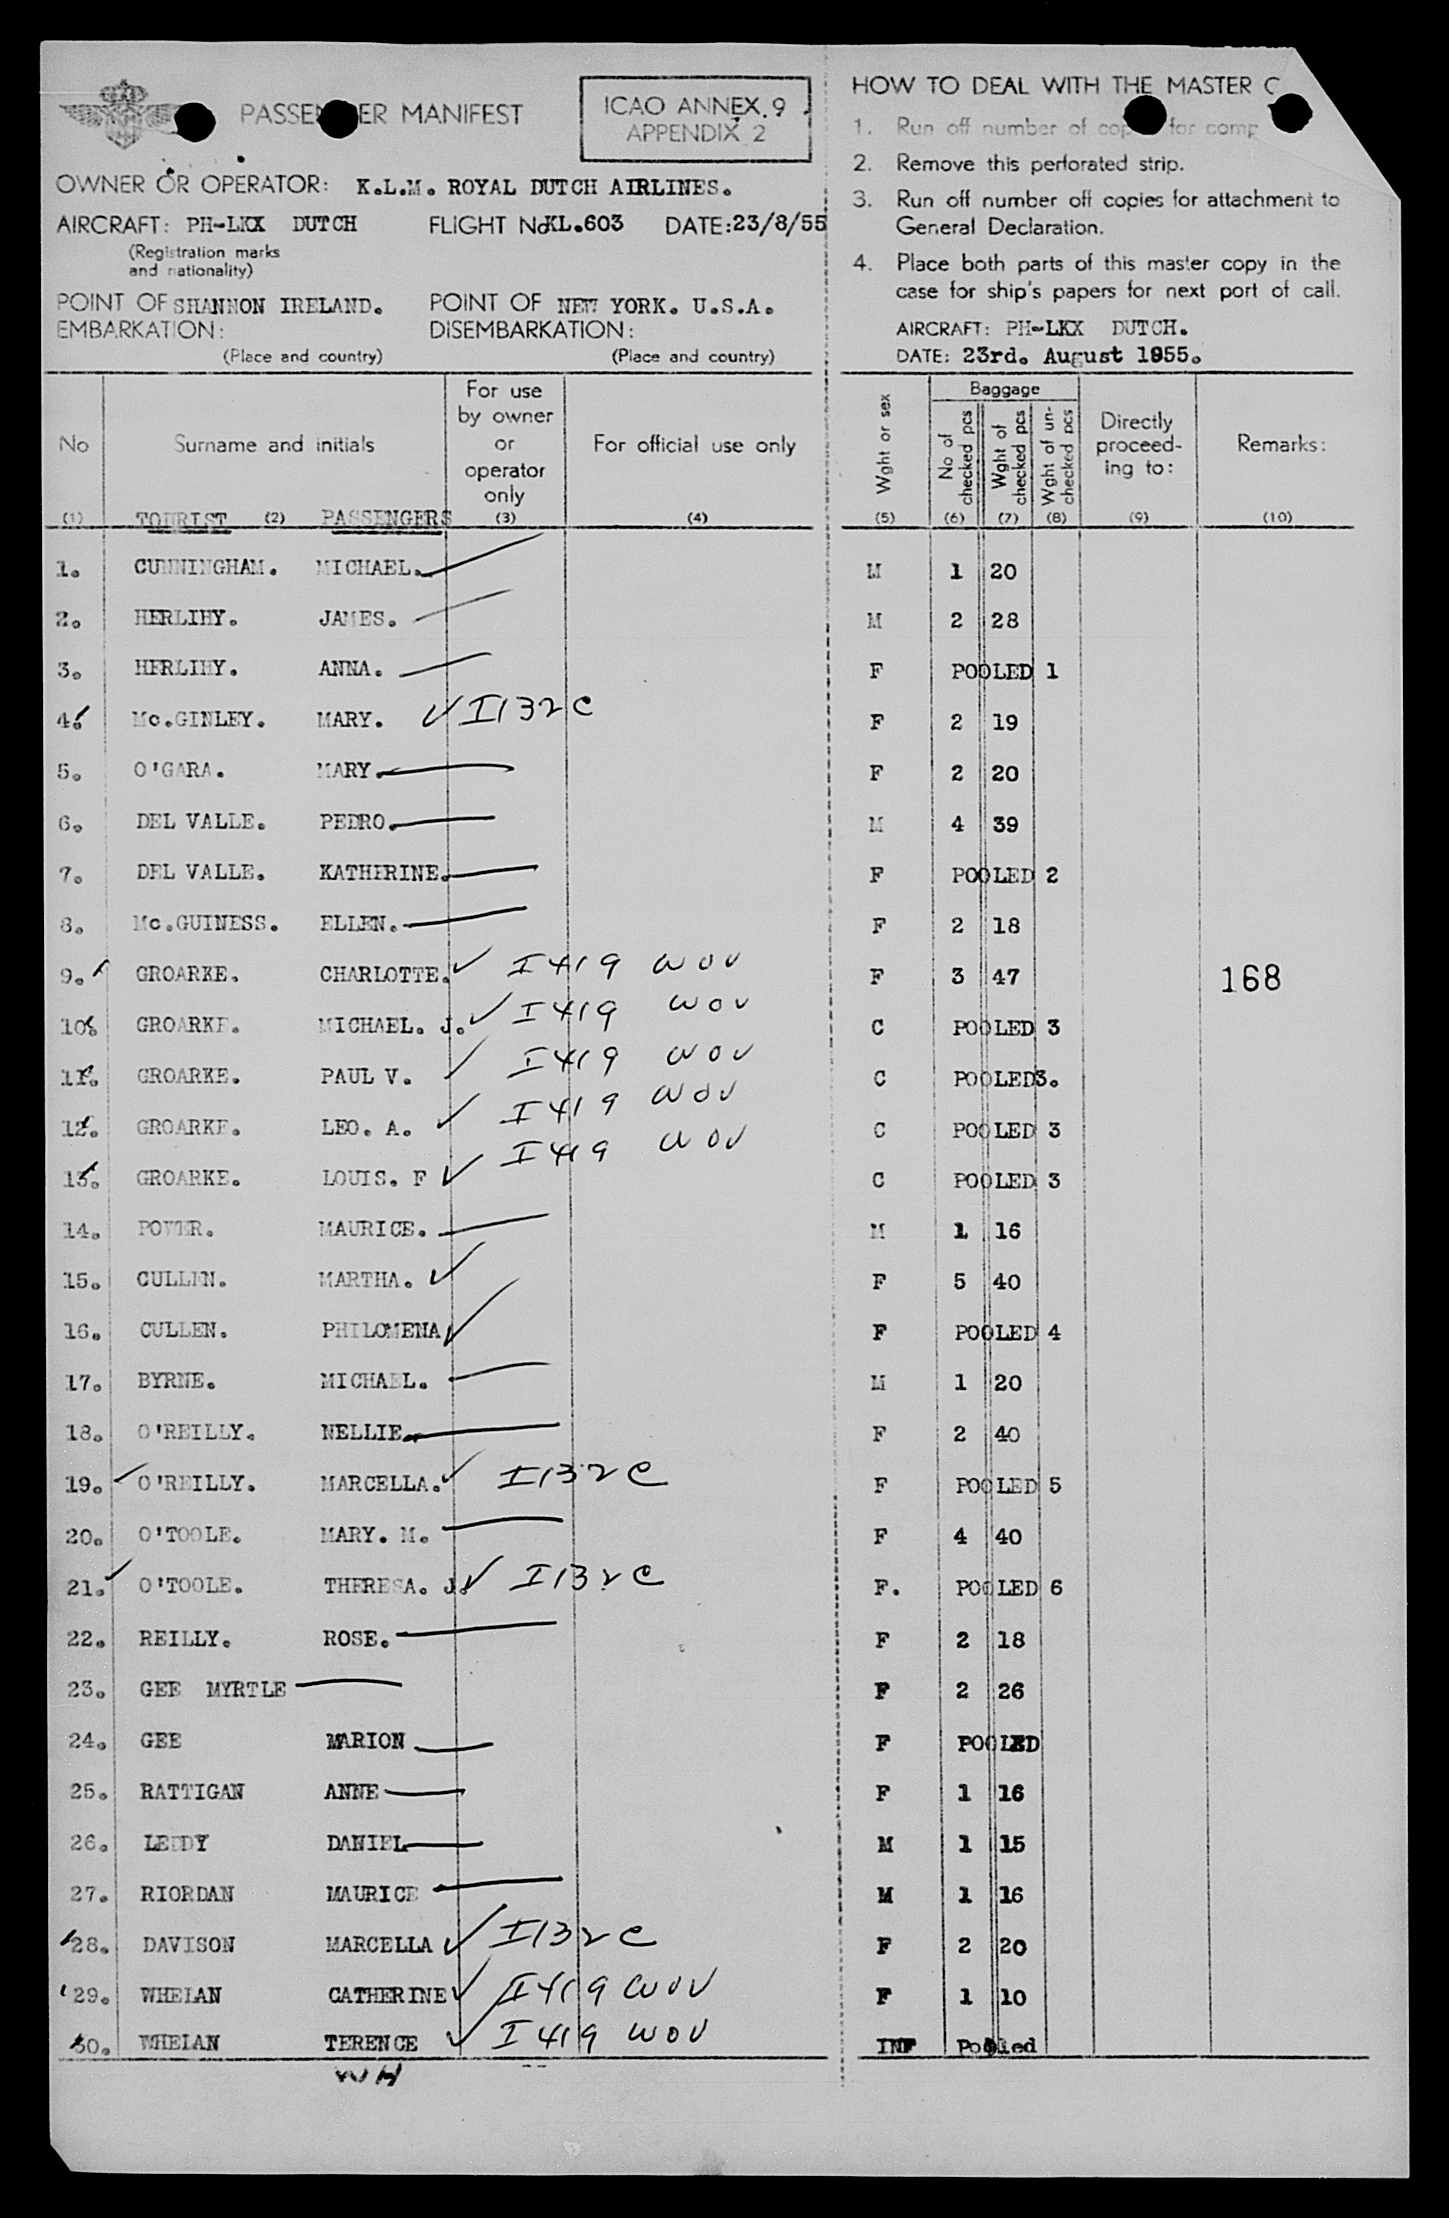 PASSENGER MANIFEST
ICAO ANNEX. 9
APPENDIX 2
OWNER OR OPERATOR: K.L.M. ROYAL DUTCH AIRLINES.
AIRCRAFT: PH-LKX DUTCH FLIGHT No KL.603 DATE: 23/8/55
(Registration marks
and nationality)
POINT OF SHANNON IRELAND. POINT OF NEW YORK. U.S.A.
EMBARKATION: DISEMBARKATION:
(Place and country) (Place and country)
HOW TO DEAL WITH THE MASTER C
1. Run off number of copies for comp
2. Remove this perforated strip.
3. Run off number off copies for attachment to
General Declaration.
4. Place both parts of this master copy in the
case for ship's papers for next port of call.
AIRCRAFT: PH-LKX DUTCH.
DATE: 23rd. August 1955.
No Surname and initials For use by owner or operator only For official use only Wght or sex Baggage No of checked pcs Wght of checked pcs Wght of un-checked pcs Directly proceed-ing to: Remarks:
(1) TOURIST (2) PASSENGERS (3) (4) (5) (6) (7) (8) (9) (10)
1. CUNNINGHAM. MICHAEL. M 1 20
2. HERLIHY. JAMES. M 2 28
3. HERLIHY. ANNA. F POOLED 1
4. Mc.GINLEY. MARY. ✓ I132C F 2 19
5. O'GARA. MARY. F 2 20
6. DEL VALLE. PEDRO. M 4 39
7. DEL VALLE. KATHERINE. F POOLED 2
8. Mc.GUINESS. ELLEN. F 2 18
9. GROARKE. CHARLOTTE. ✓ I419 WOV F 3 47 168
10. GROARKE. MICHAEL. J. ✓ I419 WOV C POOLED 3
11. GROARKE. PAUL V. ✓ I419 WOV C POOLED 3.
12. GROARKE. LEO. A. ✓ I419 WOV C POOLED 3
13. GROARKE. LOUIS. F ✓ I419 WOV C POOLED 3
14. POWER. MAURICE. M 1 16
15. CULLEN. MARTHA. ✓ F 5 40
16. CULLEN. PHILOMENA ✓ F POOLED 4
17. BYRNE. MICHAEL. M 1 20
18. O'REILLY. NELLIE. F 2 40
19. ✓ O'REILLY. MARCELLA. ✓ I132C F POOLED 5
20. O'TOOLE. MARY. M. F 4 40
21. ✓ O'TOOLE. THERESA. J. ✓ I132C F. POOLED 6
22. REILLY. ROSE. F 2 18
23. GEE MYRTLE F 2 26
24. GEE MARION F POOLED
25. RATTIGAN ANNE F 1 16
26. LEDDY DANIEL M 1 15
27. RIORDAN MAURICE M 1 16
28. DAVISON MARCELLA ✓ I132C F 2 20
29. WHELAN CATHERINE ✓ I419 WOV F 1 10
30. WHELAN TERENCE ✓ I419 WOV INF Pooled
WH